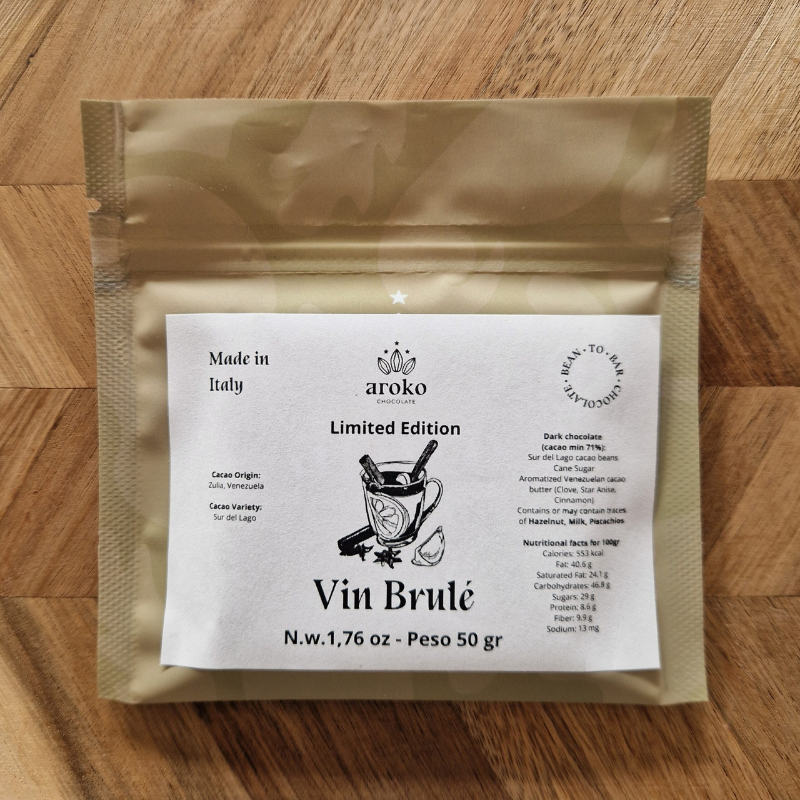 Made in
Italy
aroko
CHOCOLATE
BEAN · TO · BAR · CHOCOLATE ·
Limited Edition
Cacao Origin:
Zulia, Venezuela
Cacao Variety:
Sur del Lago
Dark chocolate
(cacao min 71%):
Sur del Lago cacao beans
Cane Sugar
Aromatized Venezuelan cacao
butter (Clove, Star Anise,
Cinnamon)
Contains or may contain traces
of Hazelnut, Milk, Pistachios
Nutritional facts for 100gr
Calories: 553 kcal
Fat: 40.6 g
Saturated Fat: 24.1 g
Carbohydrates: 46.8 g
Sugars: 29 g
Protein: 8.6 g
Fiber: 9.9 g
Sodium: 13 mg
Vin Brulé
N.w.1,76 oz - Peso 50 gr